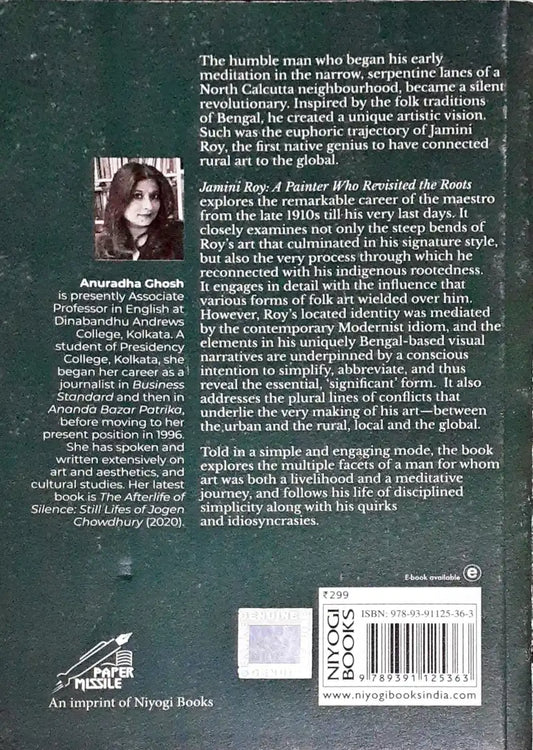 The humble man who began his early
meditation in the narrow, serpentine lanes of a
North Calcutta neighbourhood, became a silent
revolutionary. Inspired by the folk traditions
of Bengal, he created a unique artistic vision.
Such was the euphoric trajectory of Jamini
Roy, the first native genius to have connected
rural art to the global.
Jamini Roy: A Painter Who Revisited the Roots
explores the remarkable career of the maestro
from the late 1910s till his very last days. It
closely examines not only the steep bends of
Roy's art that culminated in his signature style,
but also the very process through which he
reconnected with his indigenous rootedness.
It engages in detail with the influence that
various forms of folk art wielded over him.
However, Roy's located identity was mediated
by the contemporary Modernist idiom, and the
elements in his uniquely Bengal-based visual
narratives are underpinned by a conscious
intention to simplify, abbreviate, and thus
reveal the essential, 'significant' form. It also
addresses the plural lines of conflicts that
underlie the very making of his art—between
the urban and the rural, local and the global.
Told in a simple and engaging mode, the book
explores the multiple facets of a man for whom
art was both a livelihood and a meditative
journey, and follows his life of disciplined
simplicity along with his quirks
and idiosyncrasies.
Anuradha Ghosh
is presently Associate
Professor in English at
Dinabandhu Andrews
College, Kolkata. A
student of Presidency
College, Kolkata, she
began her career as a
journalist in Business
Standard and then in
Ananda Bazar Patrika,
before moving to her
present position in 1996.
She has spoken and
written extensively on
art and aesthetics, and
cultural studies. Her latest
book is The Afterlife of
Silence: Still Lifes of Jogen
Chowdhury (2020).
E-book available e
₹299
NIYOGI
BOOKS
ISBN: 978-93-91125-36-3
9 789391 125363
www.niyogibooksindia.com
GENUINE
PAPER
MISSILE
An imprint of Niyogi Books